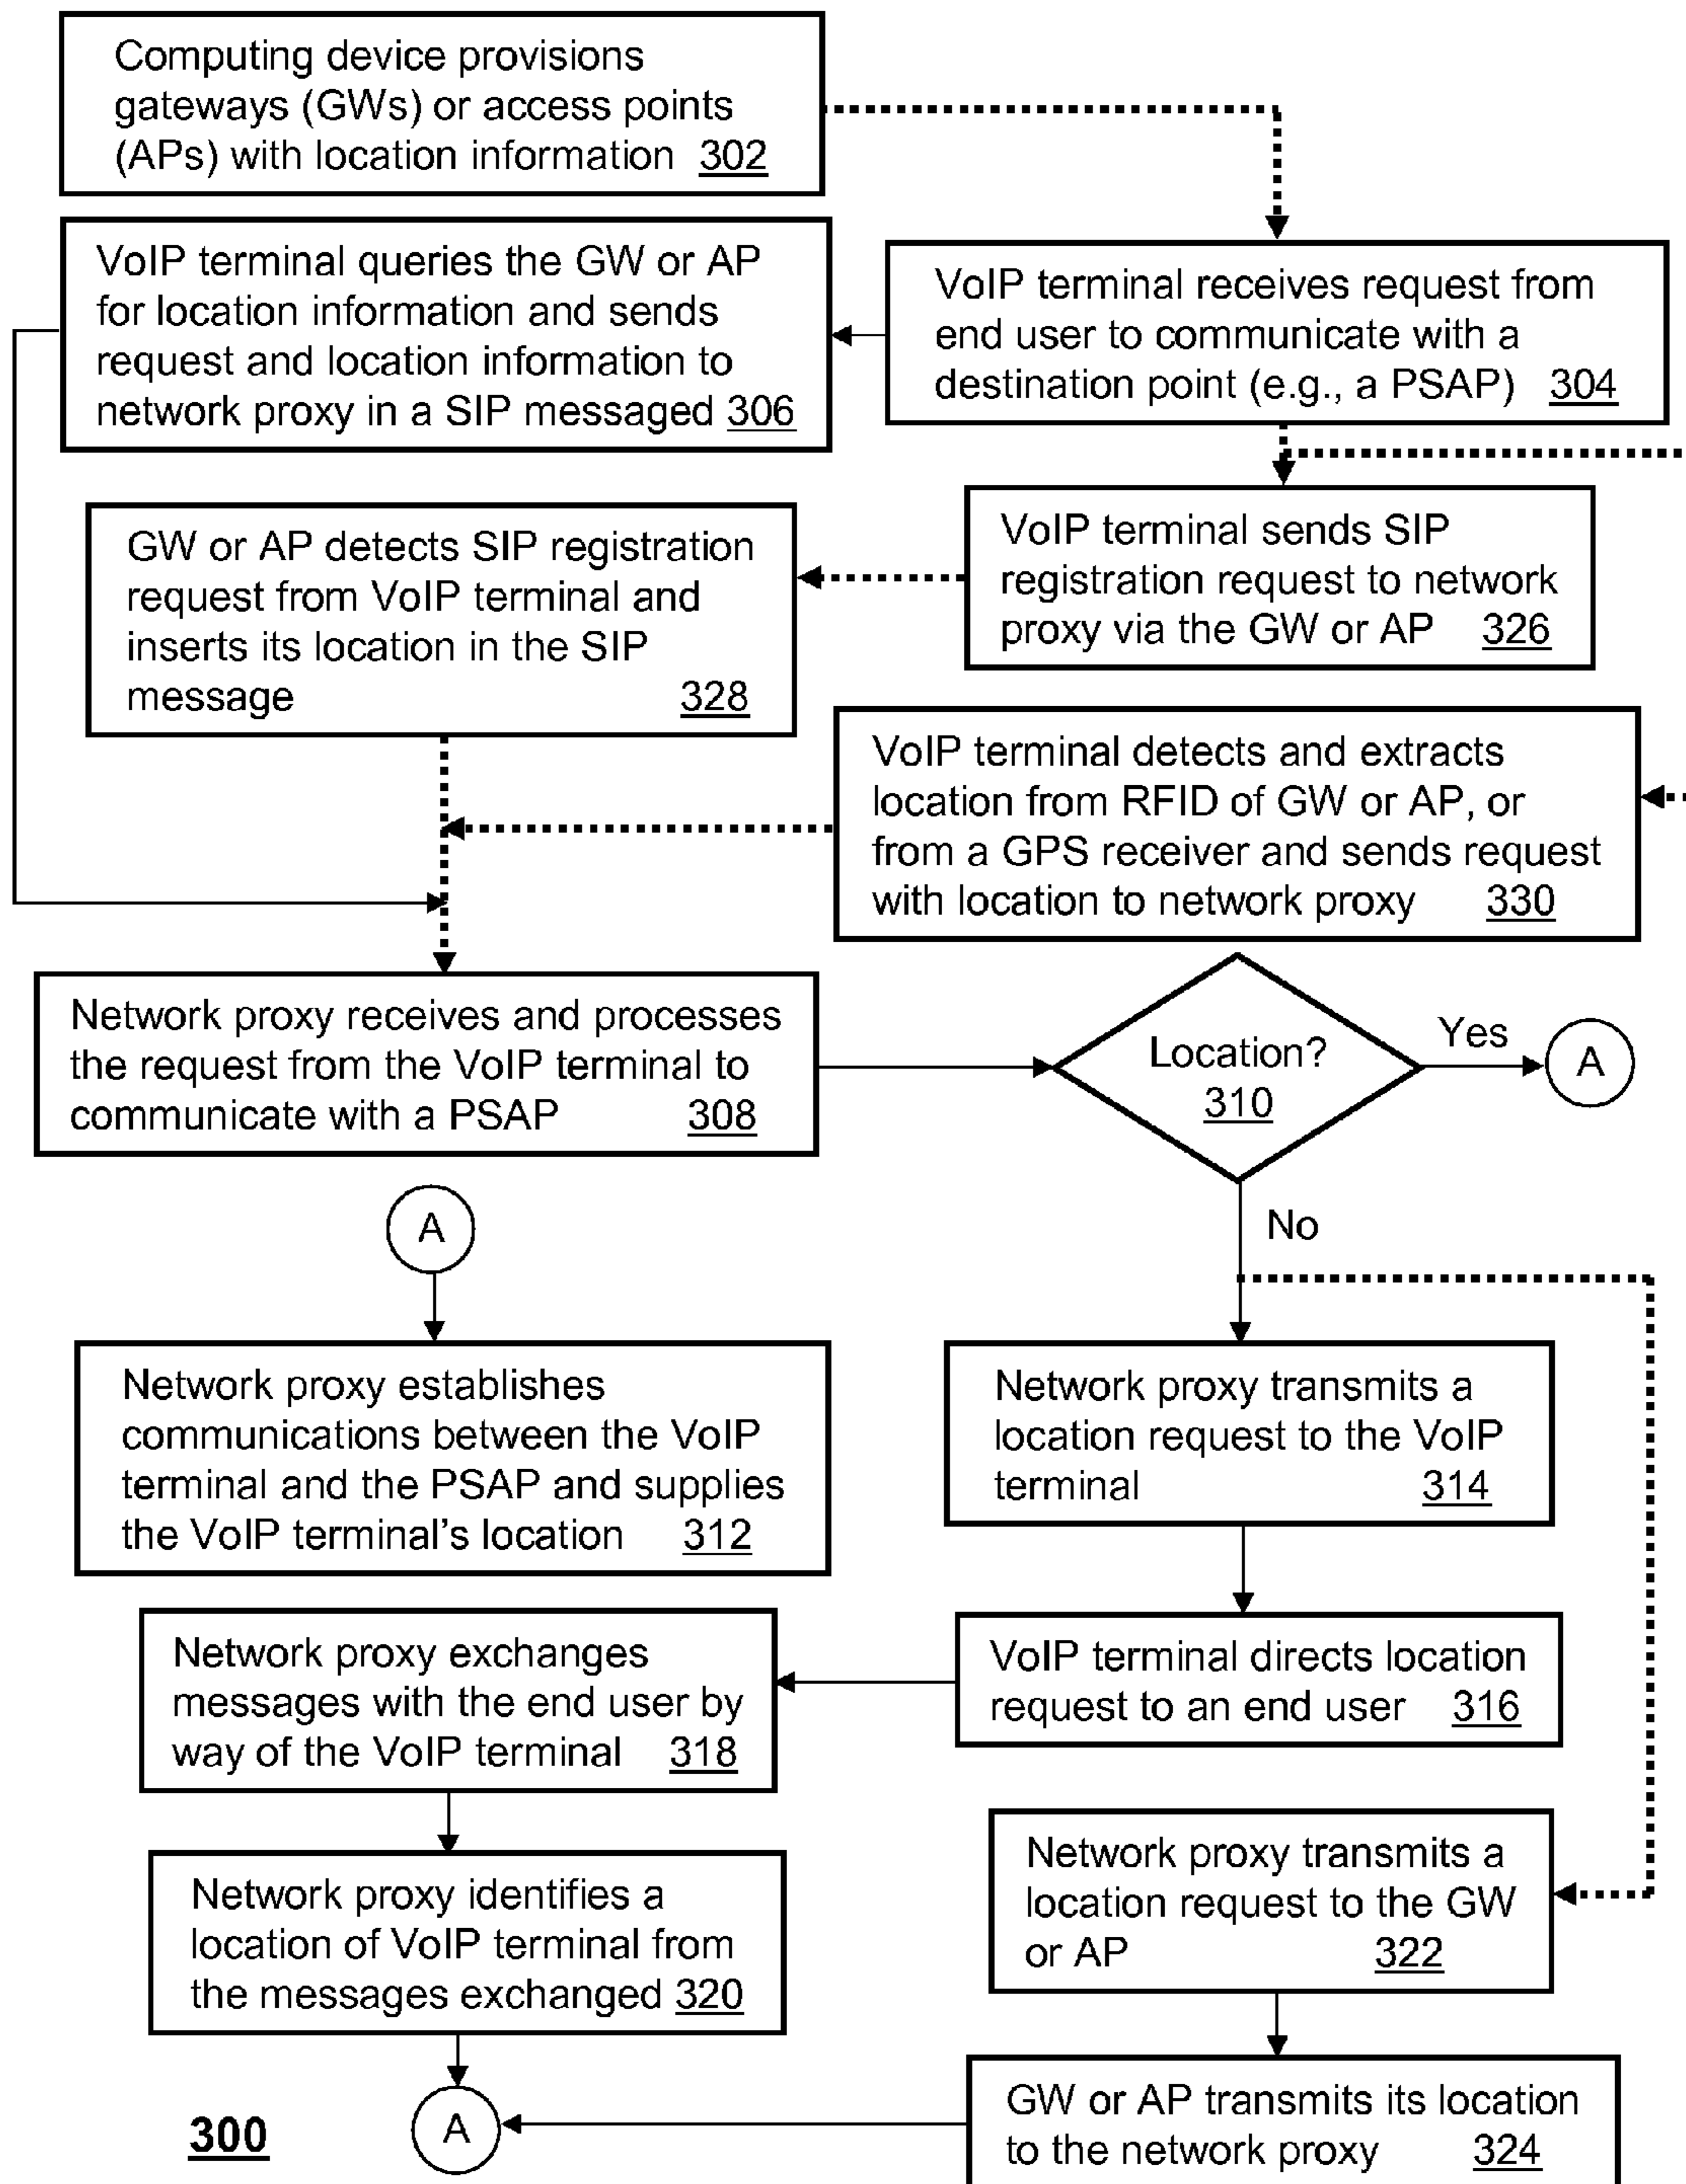 Computing device provisions
gateways (GWs) or access points
(APs) with location information 302
VoIP terminal queries the GW or AP
for location information and sends
request and location information to
network proxy in a SIP messaged 306
VoIP terminal receives request from
end user to communicate with a
destination point (e.g., a PSAP) 304
VoIP terminal sends SIP
registration request to network
proxy via the GW or AP 326
GW or AP detects SIP registration
request from VoIP terminal and
inserts its location in the SIP
message 328
VoIP terminal detects and extracts
location from RFID of GW or AP, or
from a GPS receiver and sends request
with location to network proxy 330
Network proxy receives and processes
the request from the VoIP terminal to
communicate with a PSAP 308
Location?
310
Yes
A
No
A
Network proxy establishes
communications between the VoIP
terminal and the PSAP and supplies
the VoIP terminal's location 312
Network proxy transmits a
location request to the VoIP
terminal 314
VoIP terminal directs location
request to an end user 316
Network proxy exchanges
messages with the end user by
way of the VoIP terminal 318
Network proxy identifies a
location of VoIP terminal from
the messages exchanged 320
Network proxy transmits a
location request to the GW
or AP 322
GW or AP transmits its location
to the network proxy 324
A
300